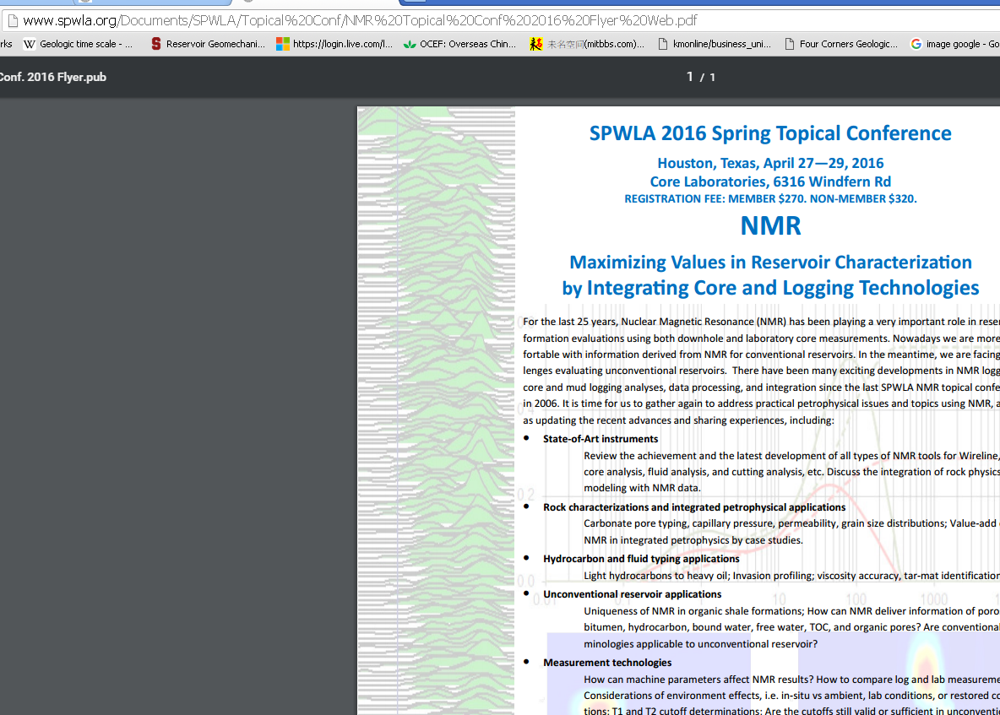 www.spwla.org/Documents/SPWLA/Topical%20Conf/NMR%20Topical%20Conf%202016%20Flyer%20Web.pdf
rks W Geologic time scale - ... S Reservoir Geomechani... https://login.live.com/l... OCEF: Overseas Chin... 未名空间(mitbbs.com)... kmonline/business_uni... Four Corners Geologic... G image google - Go
Conf. 2016 Flyer.pub 1 / 1
SPWLA 2016 Spring Topical Conference
Houston, Texas, April 27—29, 2016
Core Laboratories, 6316 Windfern Rd
REGISTRATION FEE: MEMBER $270. NON-MEMBER $320.
NMR
Maximizing Values in Reservoir Characterization
by Integrating Core and Logging Technologies
For the last 25 years, Nuclear Magnetic Resonance (NMR) has been playing a very important role in reser
formation evaluations using both downhole and laboratory core measurements. Nowadays we are more
fortable with information derived from NMR for conventional reservoirs. In the meantime, we are facing
lenges evaluating unconventional reservoirs. There have been many exciting developments in NMR logg
core and mud logging analyses, data processing, and integration since the last SPWLA NMR topical confe
in 2006. It is time for us to gather again to address practical petrophysical issues and topics using NMR, a
as updating the recent advances and sharing experiences, including:
• State-of-Art instruments
Review the achievement and the latest development of all types of NMR tools for Wireline,
core analysis, fluid analysis, and cutting analysis, etc. Discuss the integration of rock physics
modeling with NMR data.
0.2
• Rock characterizations and integrated petrophysical applications
Carbonate pore typing, capillary pressure, permeability, grain size distributions; Value-add
NMR in integrated petrophysics by case studies.
• Hydrocarbon and fluid typing applications
Light hydrocarbons to heavy oil; Invasion profiling; viscosity accuracy, tar-mat identification
0.0
• Unconventional reservoir applications
0.01 10 100 1000
Uniqueness of NMR in organic shale formations; How can NMR deliver information of poro
bitumen, hydrocarbon, bound water, free water, TOC, and organic pores? Are conventional
minologies applicable to unconventional reservoir?
• Measurement technologies
How can machine parameters affect NMR results? How to compare log and lab measureme
Considerations of environment effects, i.e. in-situ vs ambient, lab conditions, or restored co
tions; T1 and T2 cutoff determinations: Are the cutoffs still valid or sufficient in unconventi